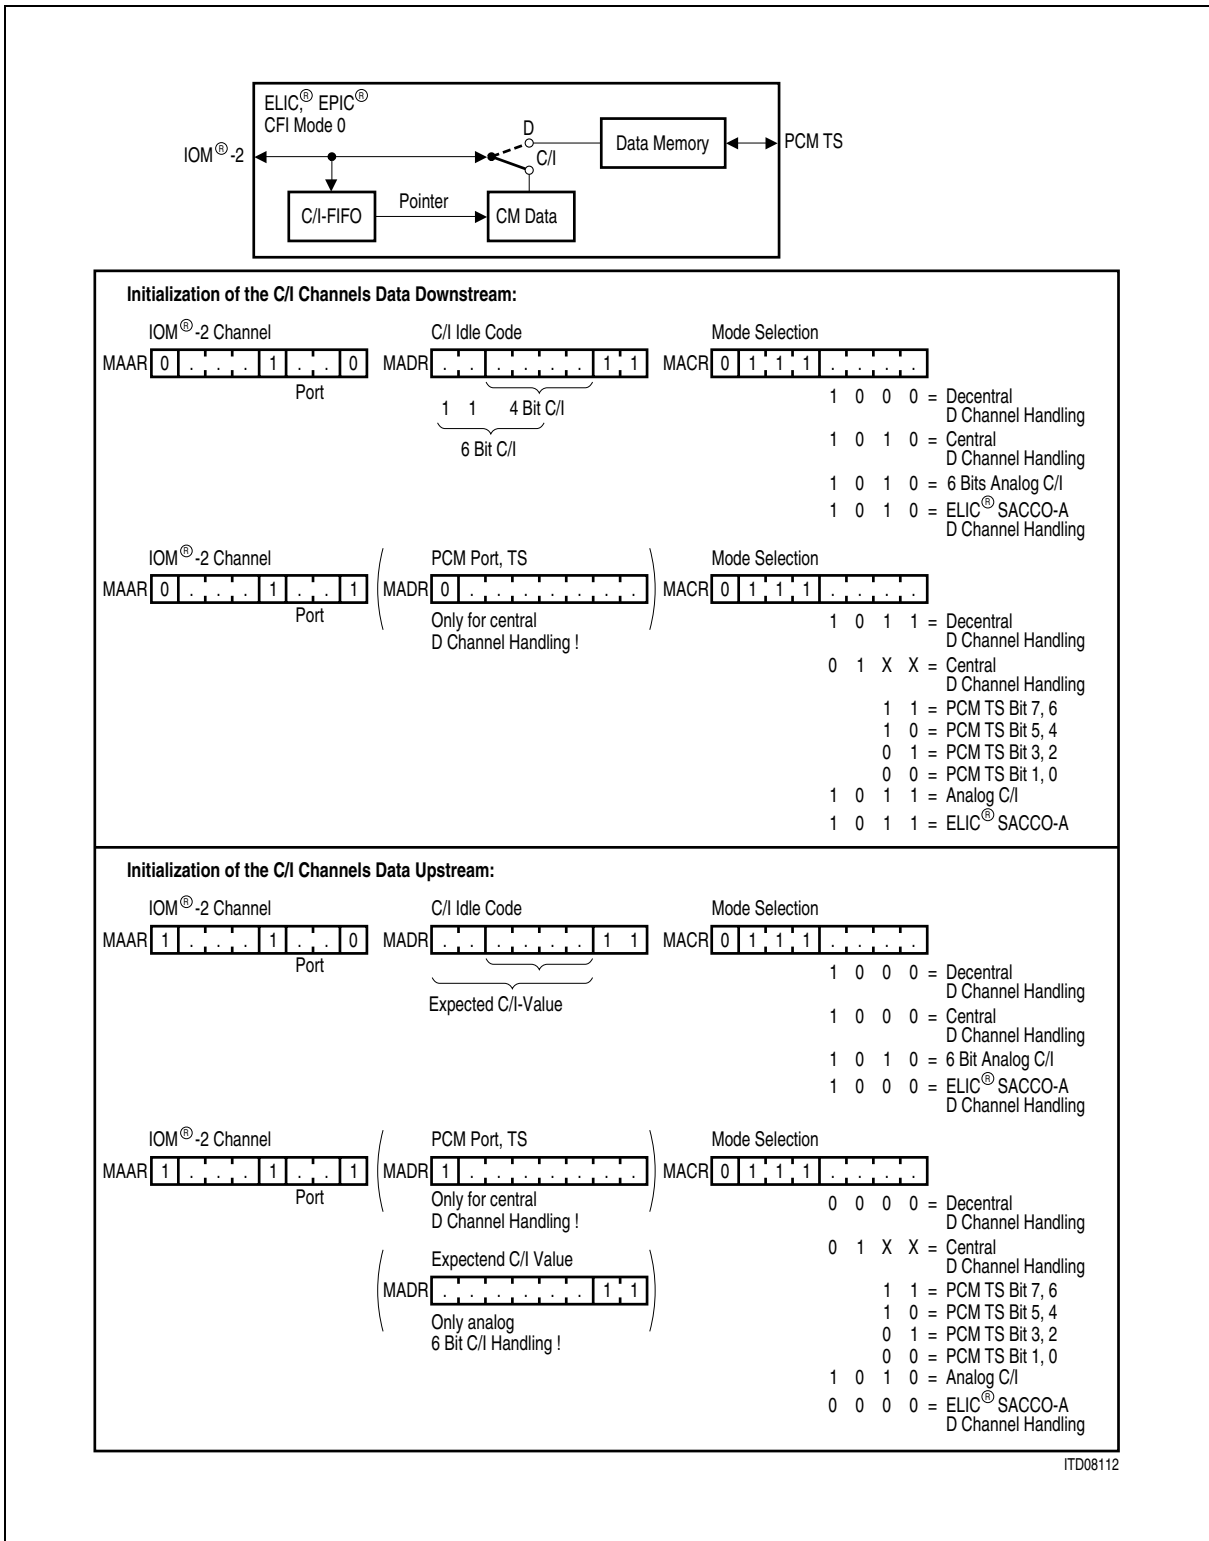 ELIC,® EPIC®
CFI Mode 0
IOM®-2
D
C/I
Data Memory
PCM TS
C/I-FIFO
Pointer
CM Data
Initialization of the C/I Channels Data Downstream:
IOM®-2 Channel C/I Idle Code Mode Selection
MAAR 0 . . . 1 . . 0 MADR . . . . . . 1 1 MACR 0 1 1 1 . . . .
Port
1 1 4 Bit C/I
6 Bit C/I
1 0 0 0 = Decentral
D Channel Handling
1 0 1 0 = Central
D Channel Handling
1 0 1 0 = 6 Bits Analog C/I
1 0 1 0 = ELIC® SACCO-A
D Channel Handling
IOM®-2 Channel PCM Port, TS Mode Selection
MAAR 0 . . . 1 . . 1 MADR 0 . . . . . . . MACR 0 1 1 1 . . . .
Port
Only for central
D Channel Handling !
1 0 1 1 = Decentral
D Channel Handling
0 1 X X = Central
D Channel Handling
1 1 = PCM TS Bit 7, 6
1 0 = PCM TS Bit 5, 4
0 1 = PCM TS Bit 3, 2
0 0 = PCM TS Bit 1, 0
1 0 1 1 = Analog C/I
1 0 1 1 = ELIC® SACCO-A
Initialization of the C/I Channels Data Upstream:
IOM®-2 Channel C/I Idle Code Mode Selection
MAAR 1 . . . 1 . . 0 MADR . . . . . . 1 1 MACR 0 1 1 1 . . . .
Port
Expected C/I-Value
1 0 0 0 = Decentral
D Channel Handling
1 0 0 0 = Central
D Channel Handling
1 0 1 0 = 6 Bit Analog C/I
1 0 0 0 = ELIC® SACCO-A
D Channel Handling
IOM®-2 Channel PCM Port, TS Mode Selection
MAAR 1 . . . 1 . . 1 MADR 1 . . . . . . . . MACR 0 1 1 1 . . . .
Port
Only for central
D Channel Handling !
Expectend C/I Value
MADR . . . . . . 1 1
Only analog
6 Bit C/I Handling !
0 0 0 0 = Decentral
D Channel Handling
0 1 X X = Central
D Channel Handling
1 1 = PCM TS Bit 7, 6
1 0 = PCM TS Bit 5, 4
0 1 = PCM TS Bit 3, 2
0 0 = PCM TS Bit 1, 0
1 0 1 0 = Analog C/I
0 0 0 0 = ELIC® SACCO-A
D Channel Handling
ITD08112